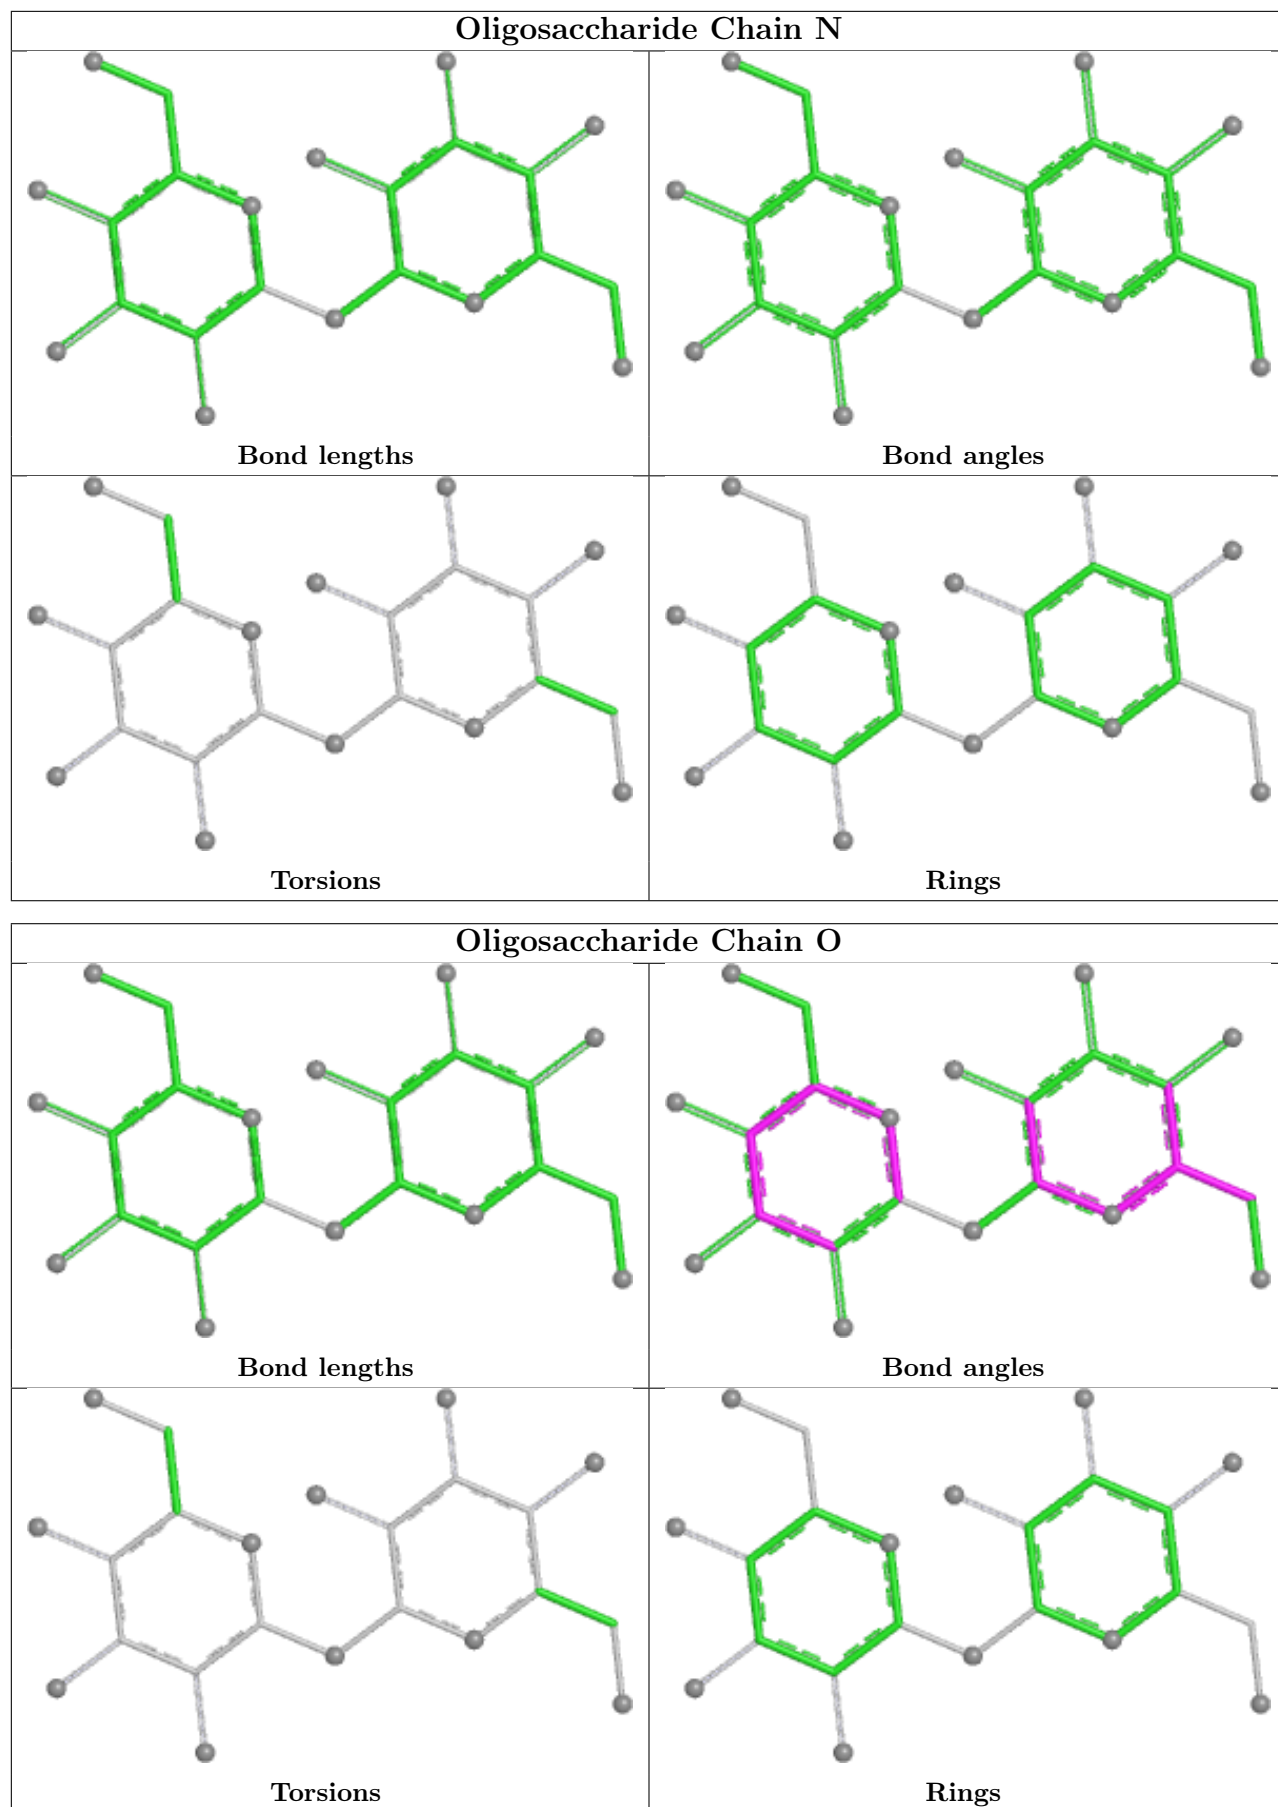 Oligosaccharide Chain N
Bond lengths
Bond angles
Torsions
Rings
Oligosaccharide Chain O
Bond lengths
Bond angles
Torsions
Rings